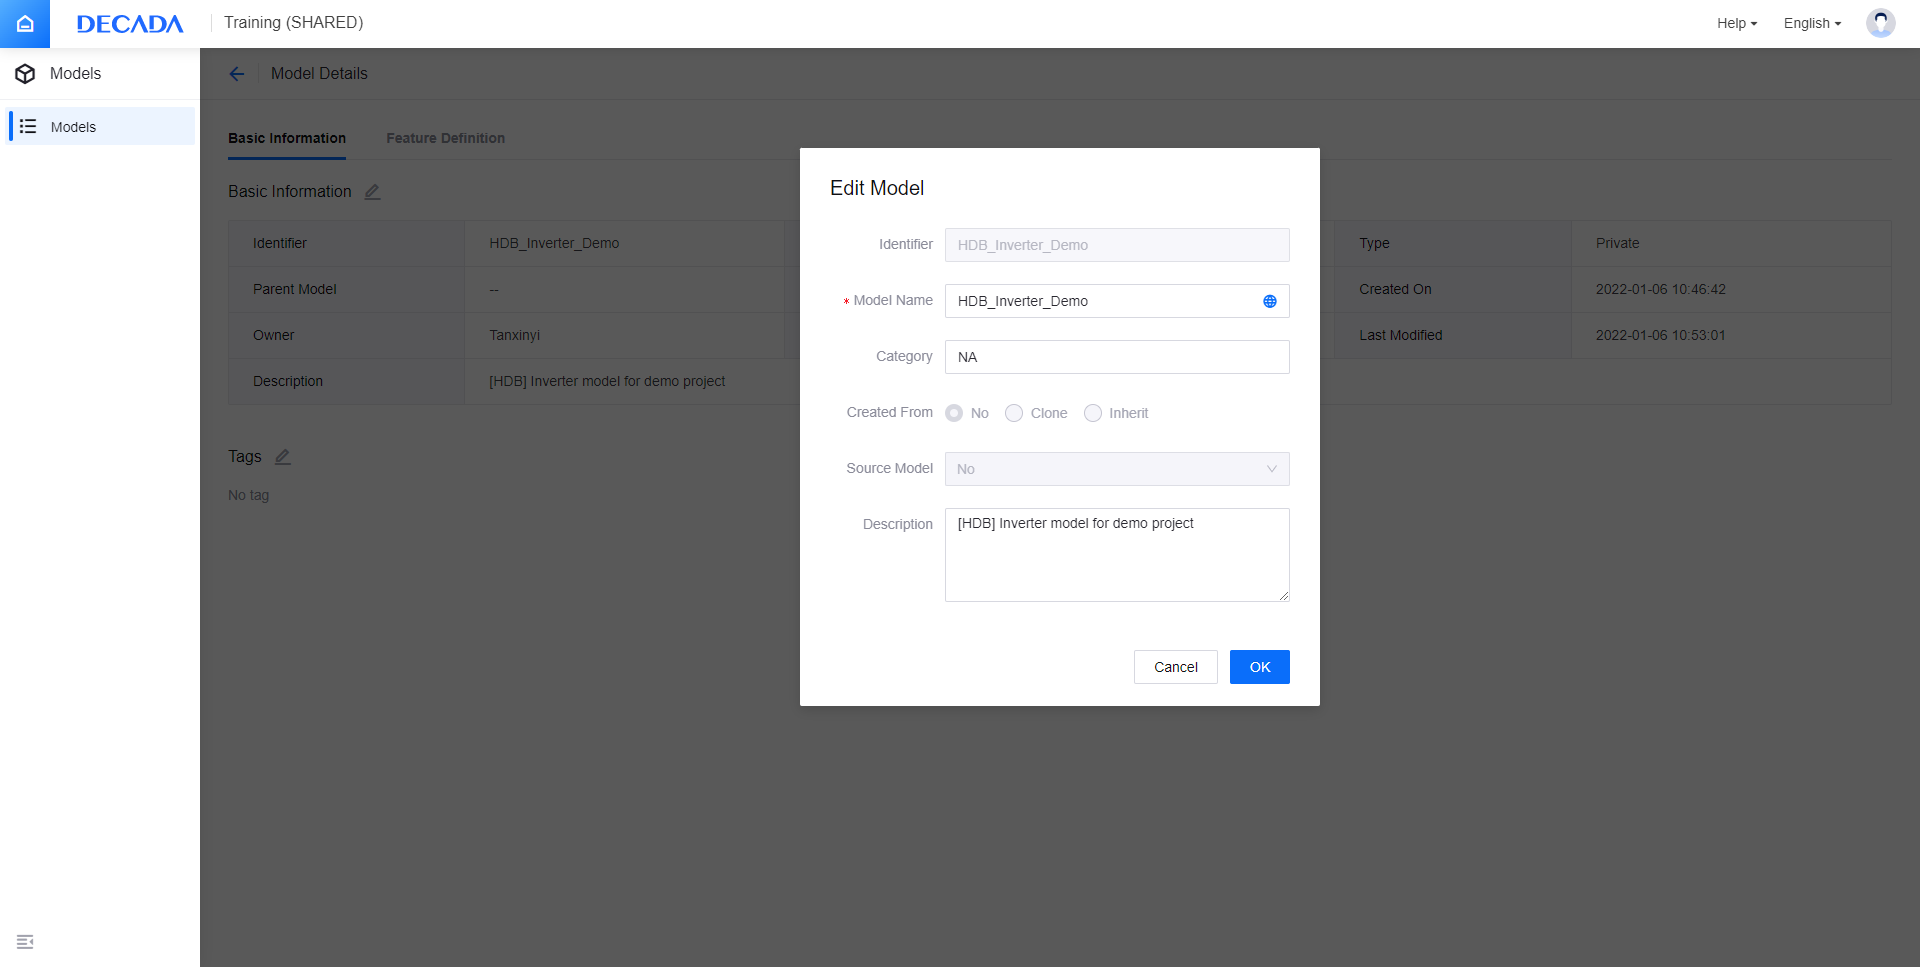 DECADA
Training (SHARED)
Help
English
Models
Models
Model Details
Basic Information
Feature Definition
Basic Information
Identifier
HDB_Inverter_Demo
Type
Private
Parent Model
--
Created On
2022-01-06 10:46:42
Owner
Tanxinyi
Last Modified
2022-01-06 10:53:01
Description
[HDB] Inverter model for demo project
Tags
No tag
Edit Model
Identifier
HDB_Inverter_Demo
* Model Name
HDB_Inverter_Demo
Category
NA
Created From
No
Clone
Inherit
Source Model
No
Description
[HDB] Inverter model for demo project
Cancel
OK